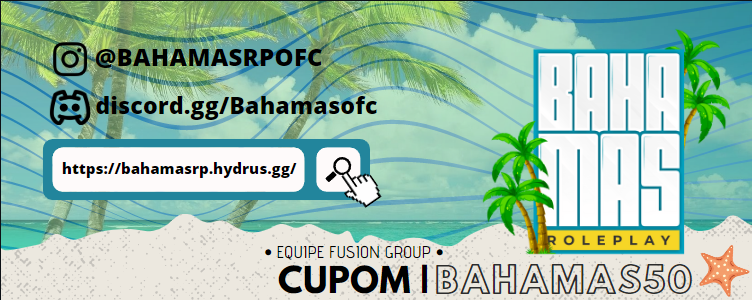 @BAHAMASRPOFC
discord.gg/Bahamasofc
https://bahamasrp.hydrus.gg/
BAHA
MAS
ROLEPLAY
• EQUIPE FUSION GROUP •
CUPOM | BAHAMAS50